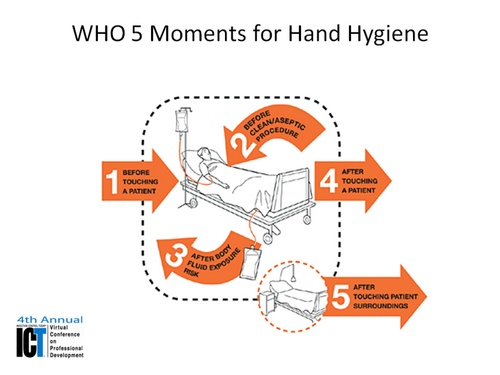 WHO 5 Moments for Hand Hygiene
1
BEFORE
TOUCHING
A PATIENT
2
BEFORE
CLEAN/ASEPTIC
PROCEDURE
3
AFTER BODY
FLUID EXPOSURE
RISK
4
AFTER
TOUCHING
A PATIENT
5
AFTER
TOUCHING PATIENT
SURROUNDINGS
4th Annual
ICT
Virtual
Conference
on
Professional
Development